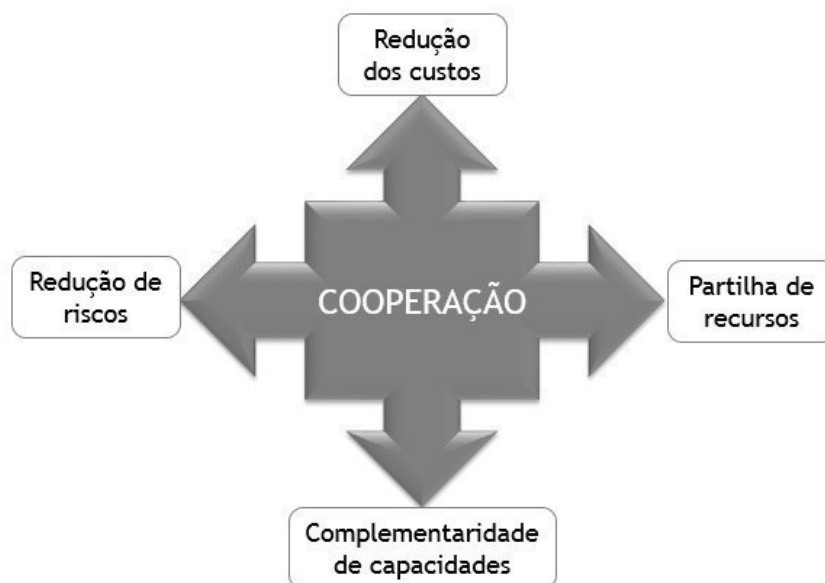 Redução
dos custos
Redução de
riscos
COOPERAÇÃO
Partilha de
recursos
Complementaridade
de capacidades